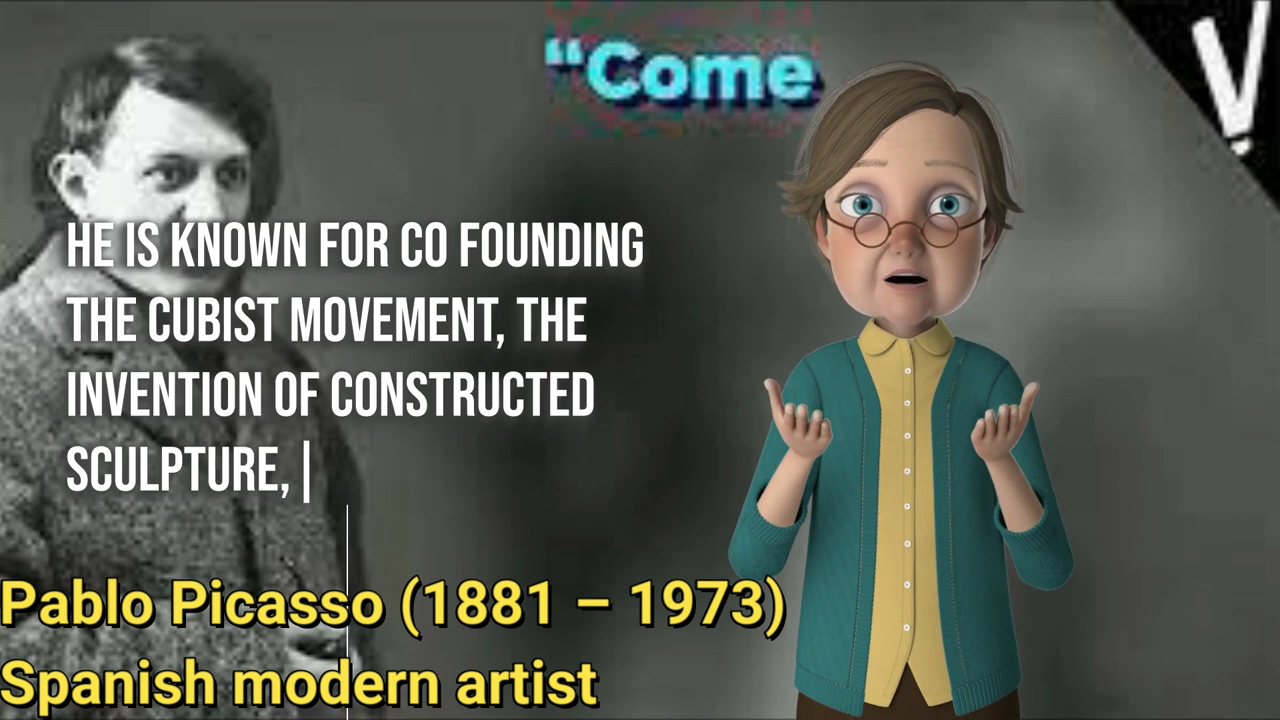 “Come
HE IS KNOWN FOR CO FOUNDING
THE CUBIST MOVEMENT, THE
INVENTION OF CONSTRUCTED
SCULPTURE, |
Pablo Picasso (1881 – 1973)
Spanish modern artist